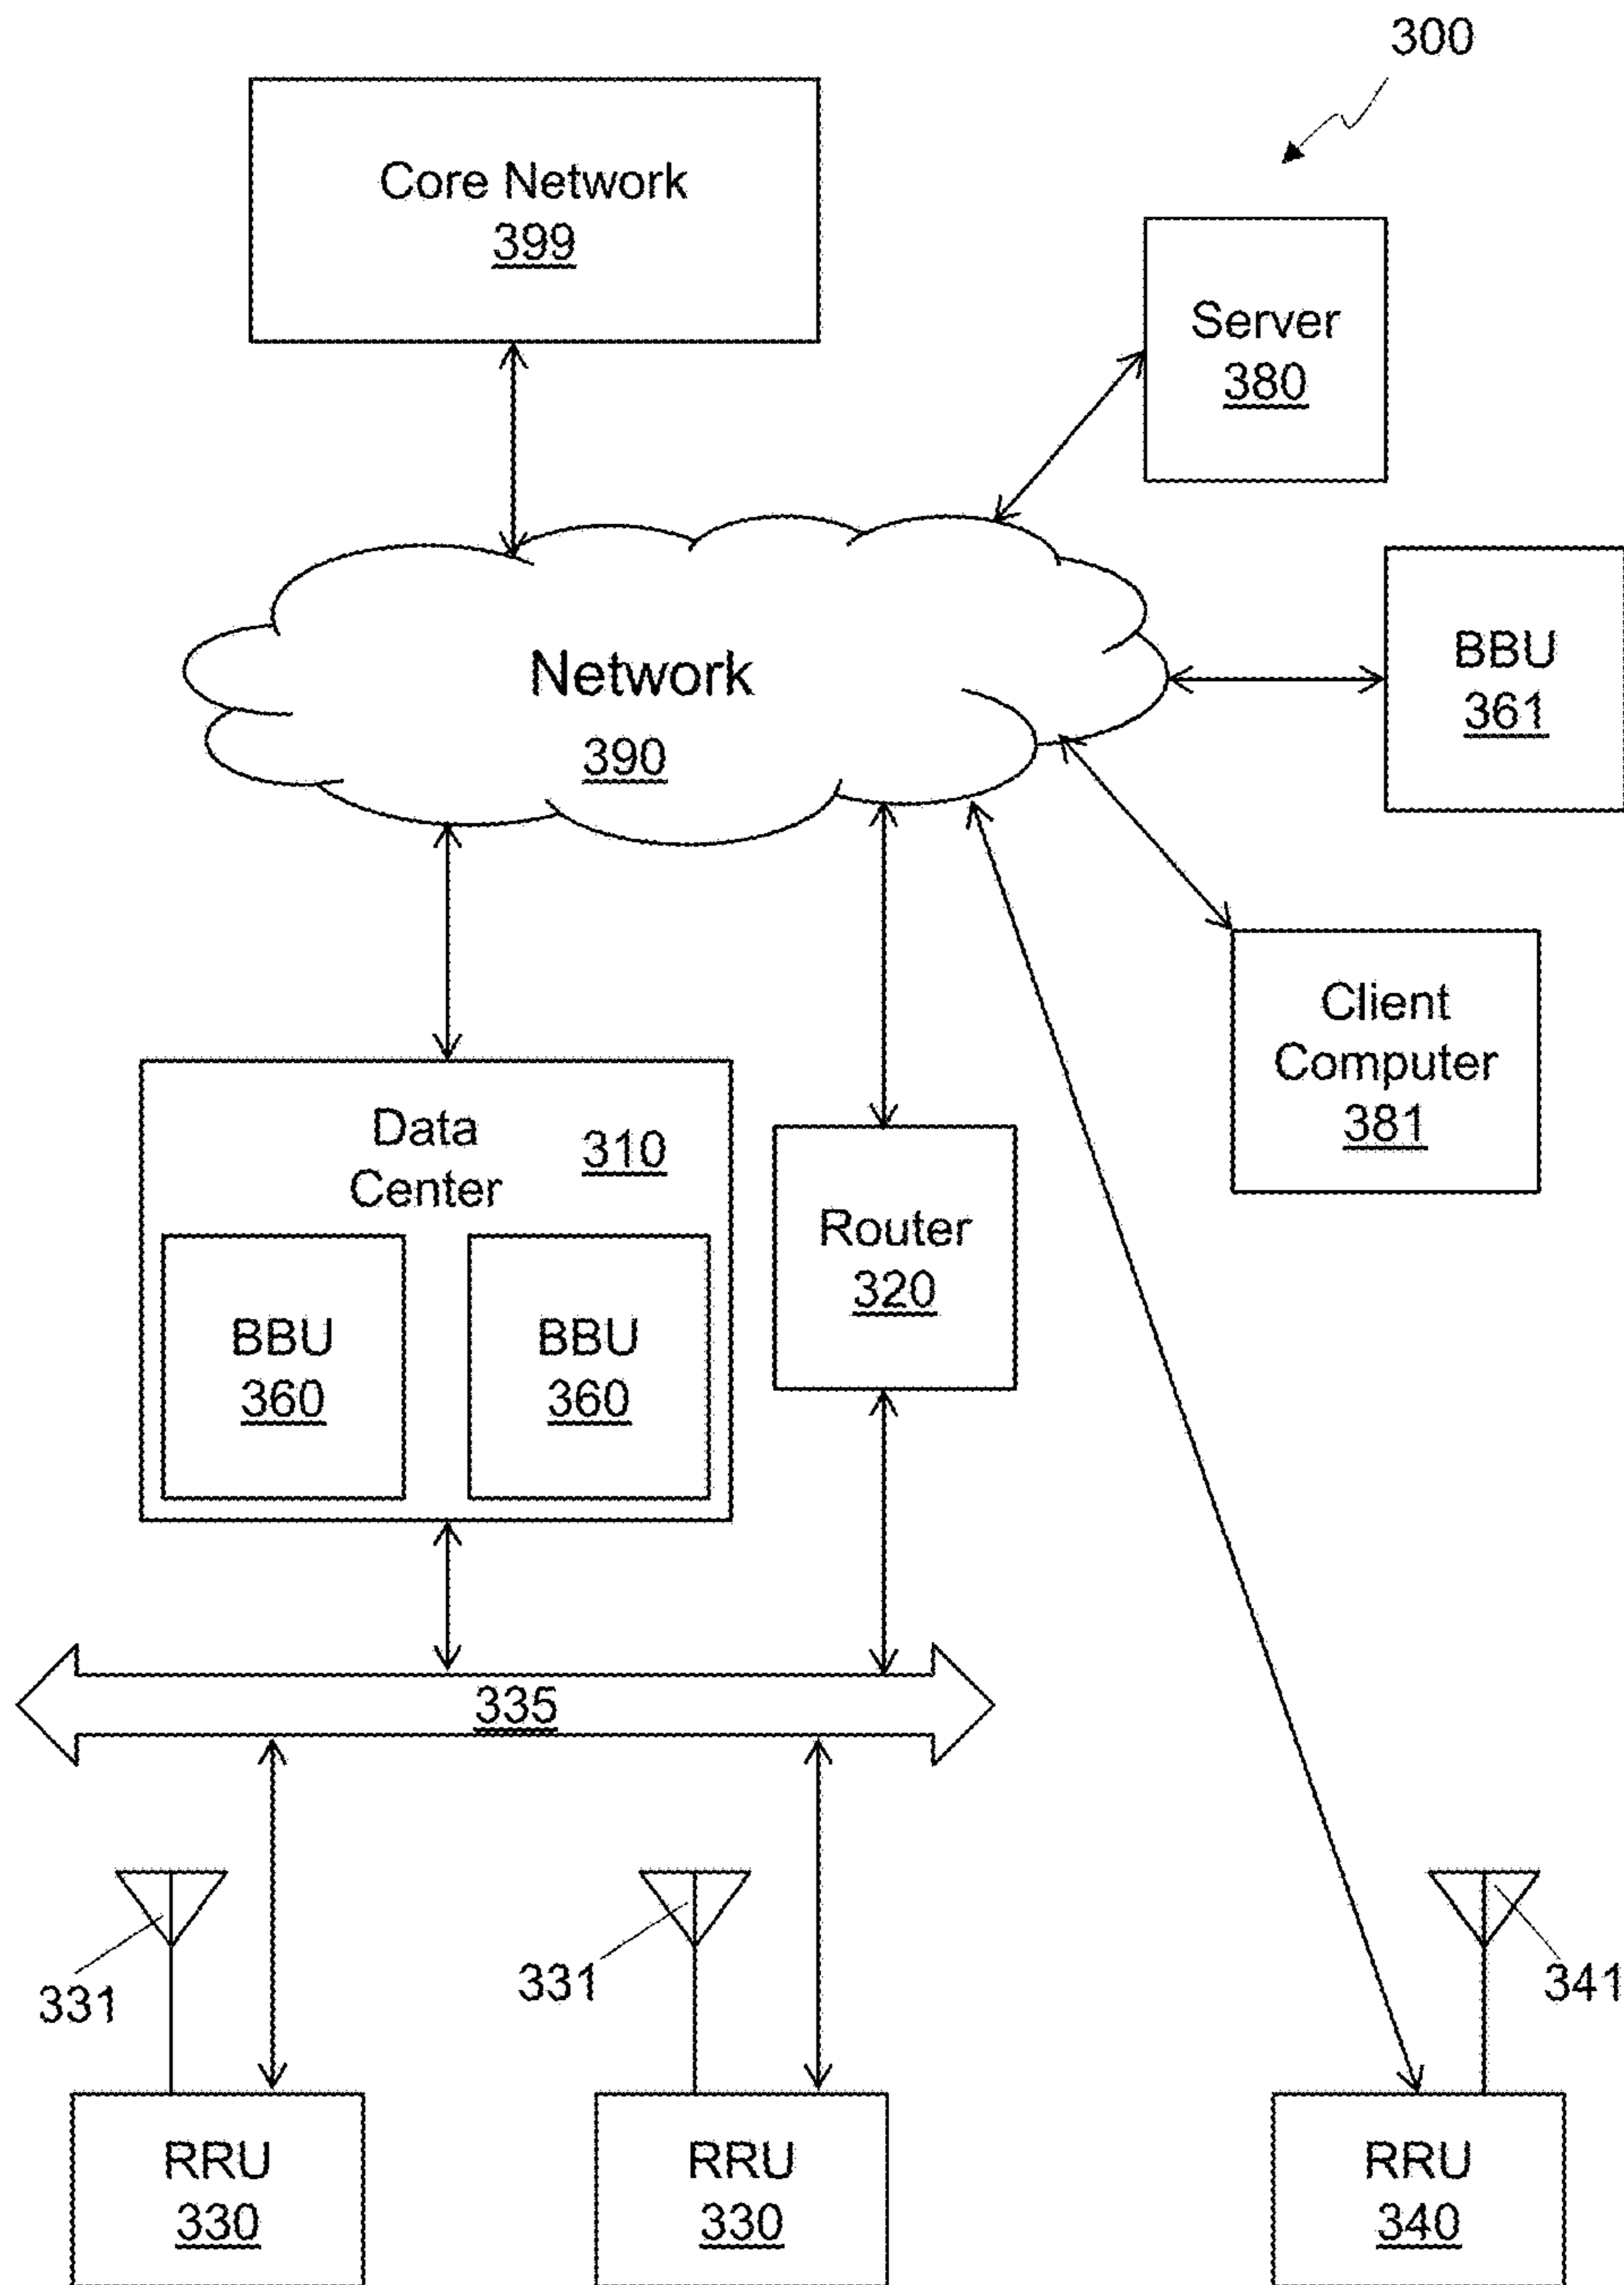 300
Core Network
399
Server
380
Network
390
BBU
361
Client
Computer
381
Data
Center
310
Router
320
BBU
360
BBU
360
335
331
331
341
RRU
330
RRU
330
RRU
340